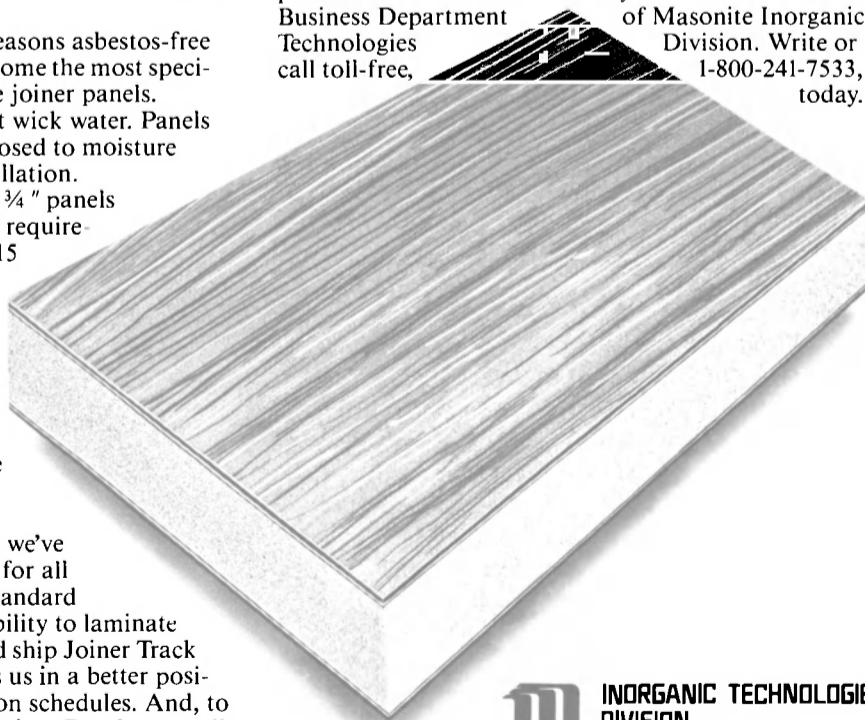 easons asbestos-free
ome the most speci-
joiner panels.
t wick water. Panels
osed to moisture
llation.
¾" panels
require-
15
we've
for all
andard
bility to laminate
d ship Joiner Track
s us in a better posi-
on schedules. And, to
Business Department
Technologies
call toll-free,
of Masonite Inorganic
Division. Write or
1-800-241-7533,
today.
INORGANIC TECHNOLOGIE
DIVISION